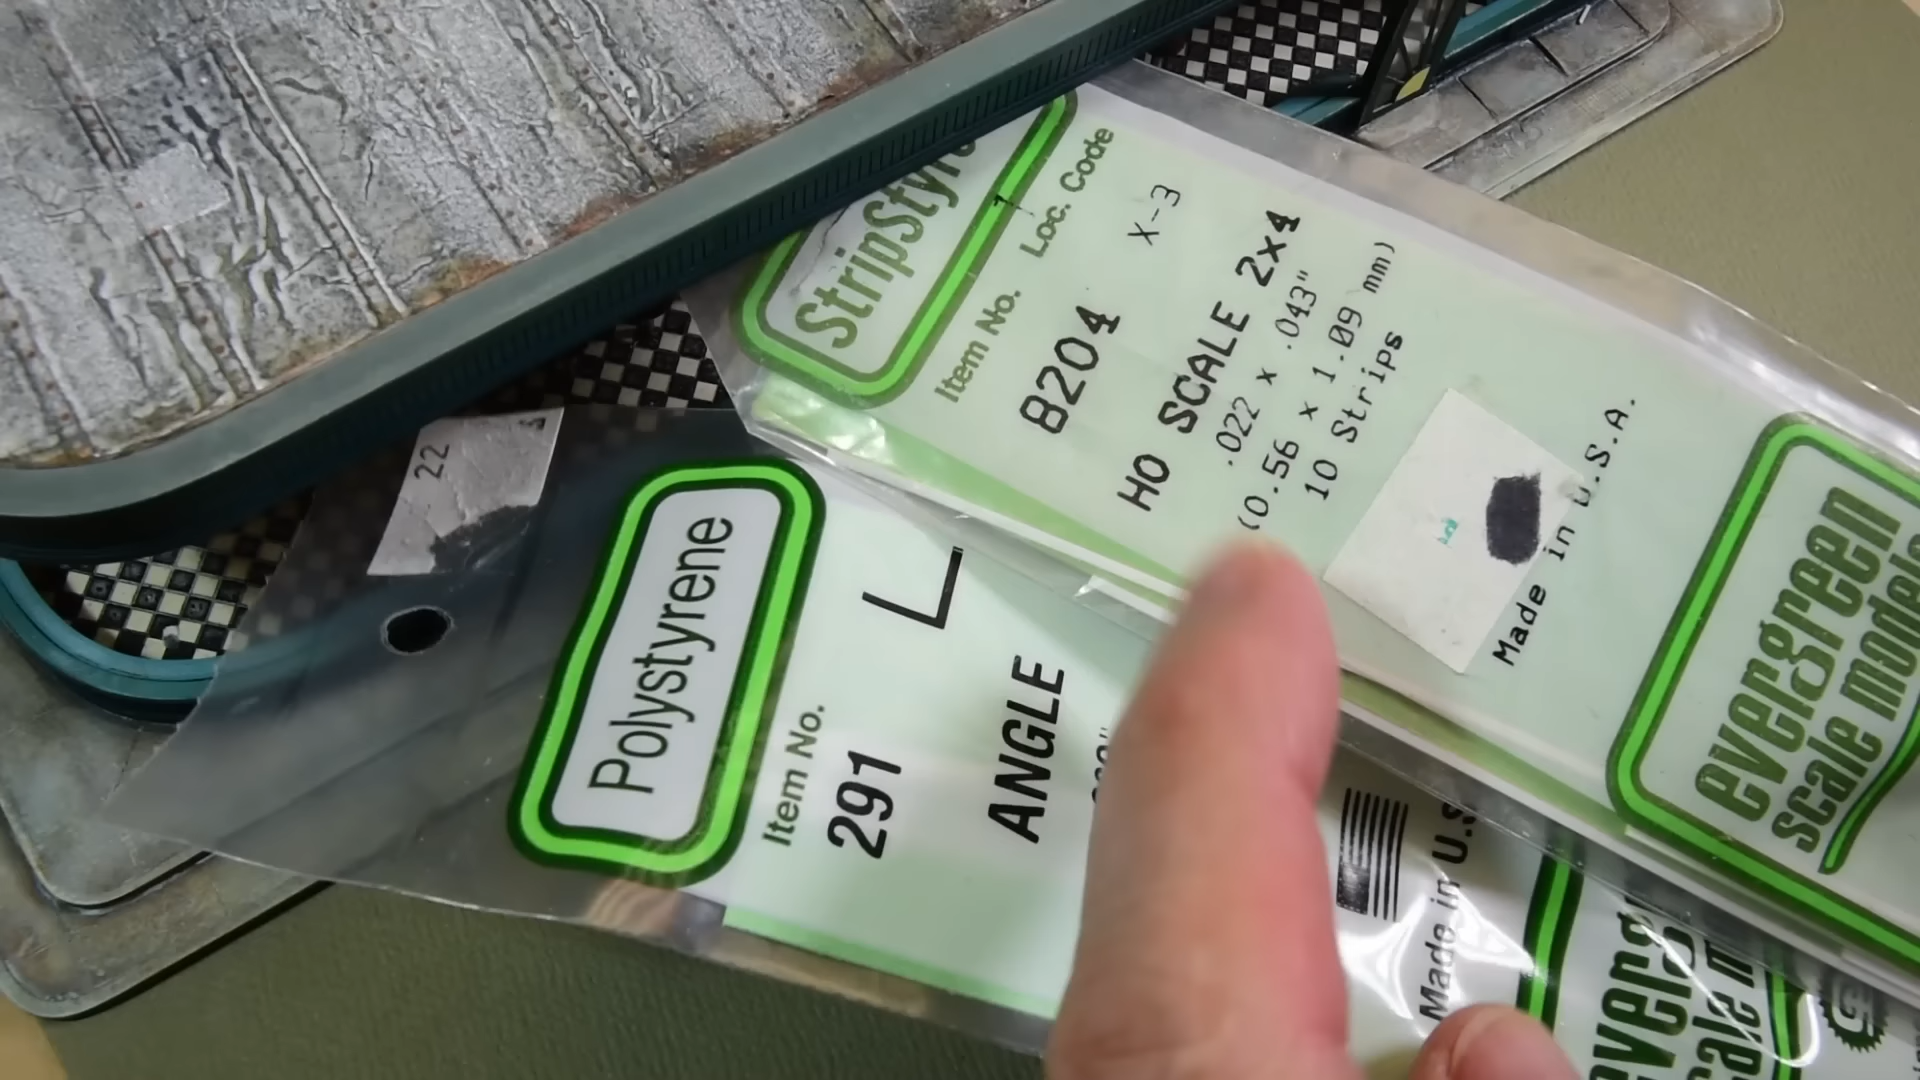 StripStyre
Item No.
Loc. Code
8204
X-3
HO SCALE 2x4
.022 x .043"
(0.56 x 1.09 mm)
10 Strips
Made in U.S.A.
evergreen
scale models
22
Polystyrene
Item No.
291
ANGLE
Made in U.S